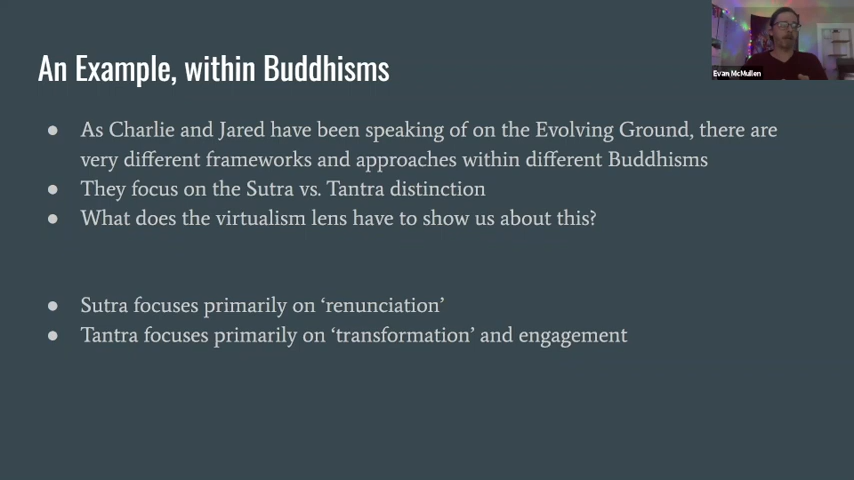 An Example, within Buddhisms
● As Charlie and Jared have been speaking of on the Evolving Ground, there are
very different frameworks and approaches within different Buddhisms
● They focus on the Sutra vs. Tantra distinction
● What does the virtualism lens have to show us about this?
● Sutra focuses primarily on ‘renunciation’
● Tantra focuses primarily on ‘transformation’ and engagement
Evan McMullen